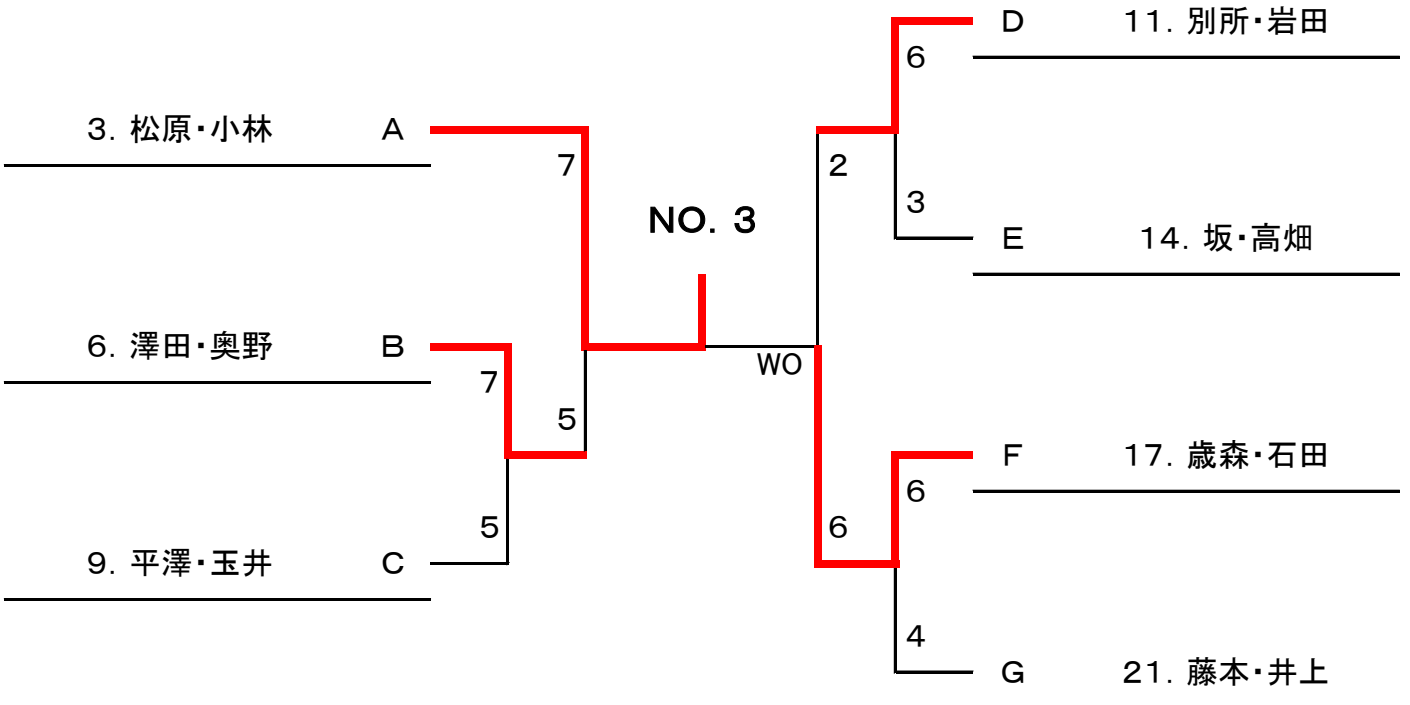 D 11. 別所・岩田
6
3. 松原・小林 A
7
2
3
NO. 3
E 14. 坂・高畑
6. 澤田・奥野 B
WO
7
5
F 17. 歳森・石田
6
5
6
9. 平澤・玉井 C
4
G 21. 藤本・井上